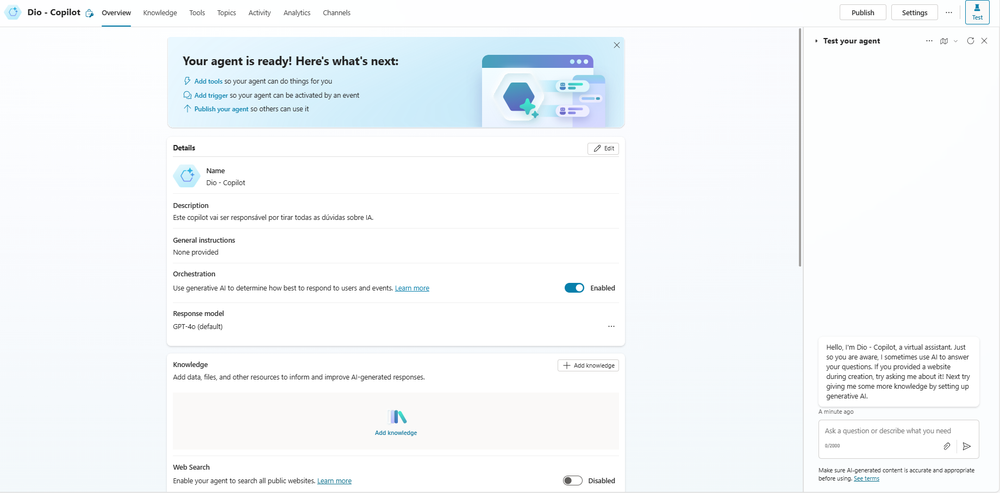 Dio - Copilot
Overview
Knowledge
Tools
Topics
Activity
Analytics
Channels
Publish
Settings
Test
Your agent is ready! Here's what's next:
Add tools so your agent can do things for you
Add trigger so your agent can be activated by an event
Publish your agent so others can use it
Details
Edit
Name
Dio - Copilot
Description
Este copilot vai ser responsável por tirar todas as dúvidas sobre IA.
General instructions
None provided
Orchestration
Use generative AI to determine how best to respond to users and events. Learn more
Enabled
Response model
GPT-4o (default)
Knowledge
Add knowledge
Add data, files, and other resources to inform and improve AI-generated responses.
Add knowledge
Web Search
Enable your agent to search all public websites. Learn more
Disabled
Test your agent
Hello, I'm Dio - Copilot, a virtual assistant. Just
so you are aware, I sometimes use AI to answer
your questions. If you provided a website
during creation, try asking me about it! Next try
giving me some more knowledge by setting up
generative AI.
A minute ago
Ask a question or describe what you need
0/2000
Make sure AI-generated content is accurate and appropriate
before using. See terms